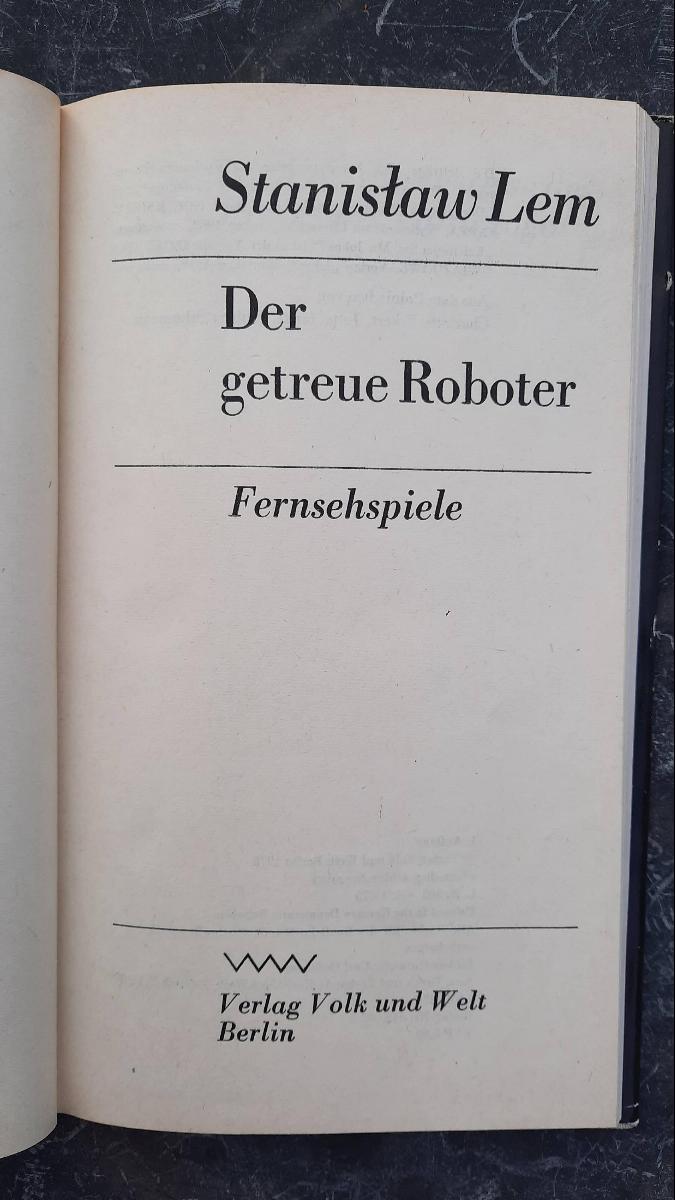 Stanisław Lem
Der
getreue Roboter
Fernsehspiele
Verlag Volk und Welt
Berlin